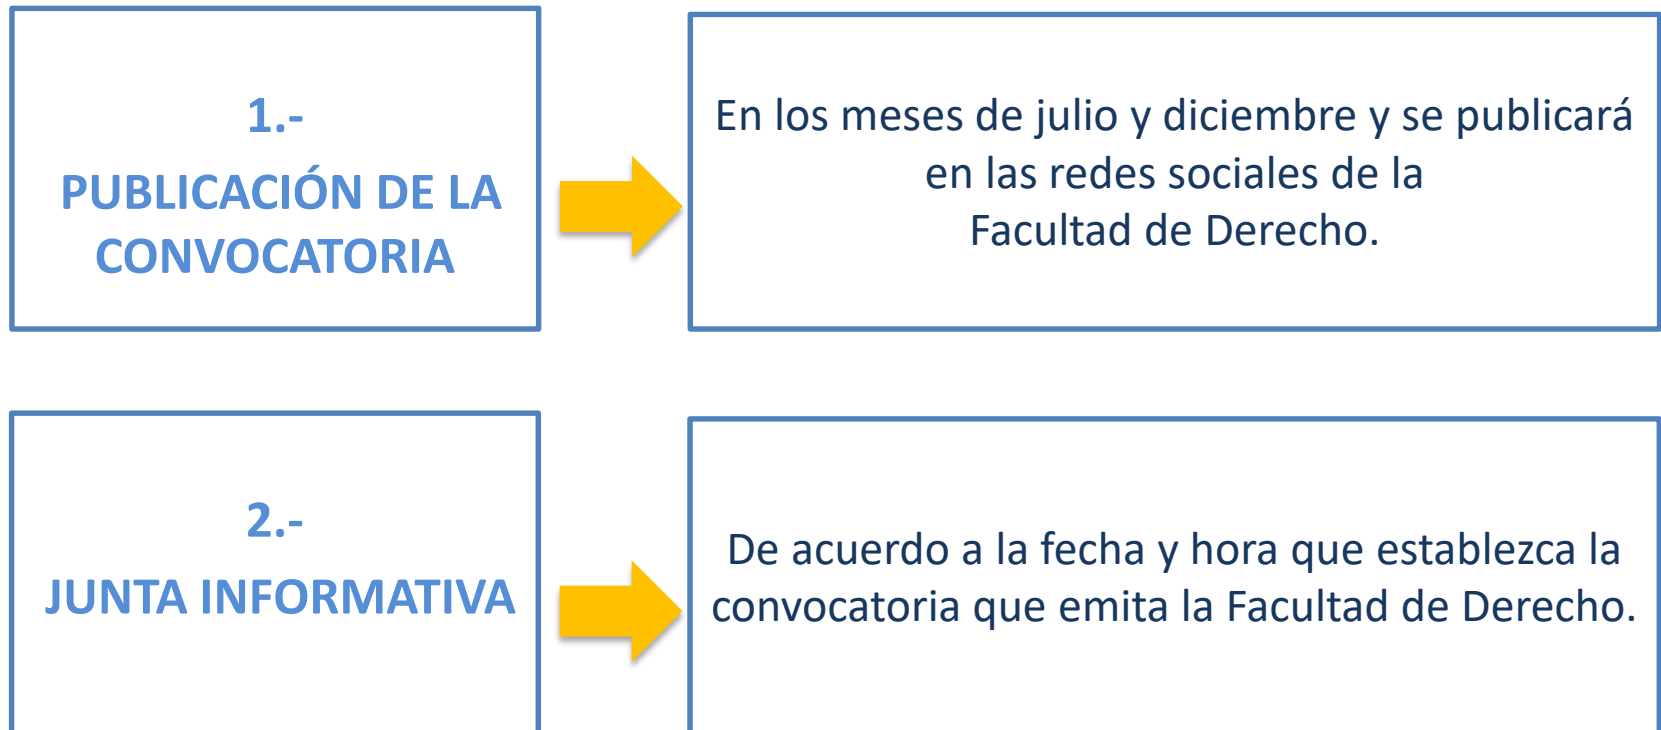 1.-
PUBLICACIÓN DE LA
CONVOCATORIA
En los meses de julio y diciembre y se publicará
en las redes sociales de la
Facultad de Derecho.
2.-
JUNTA INFORMATIVA
De acuerdo a la fecha y hora que establezca la
convocatoria que emita la Facultad de Derecho.